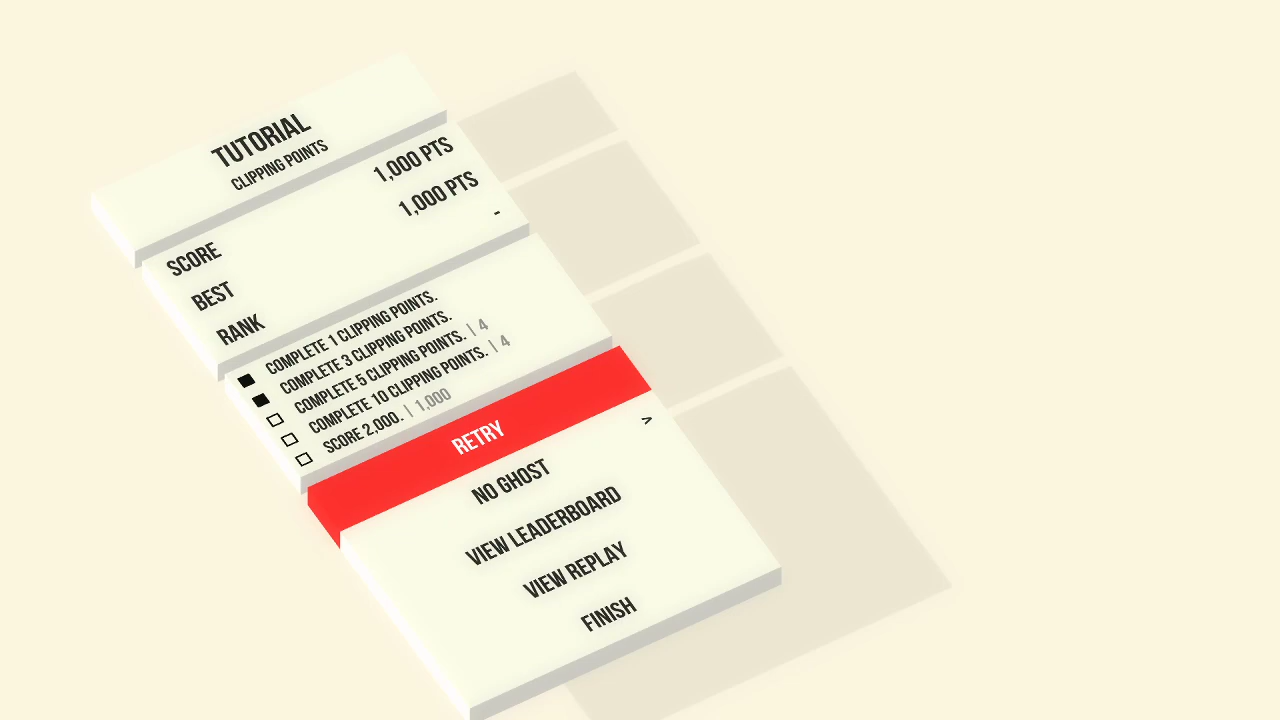 TUTORIAL
CLIPPING POINTS
SCORE 1,000 PTS
BEST 1,000 PTS
RANK -
COMPLETE 1 CLIPPING POINTS.
COMPLETE 3 CLIPPING POINTS.
COMPLETE 5 CLIPPING POINTS. | 4
COMPLETE 10 CLIPPING POINTS. | 4
SCORE 2,000. | 1,000
RETRY
NO GHOST >
VIEW LEADERBOARD
VIEW REPLAY
FINISH